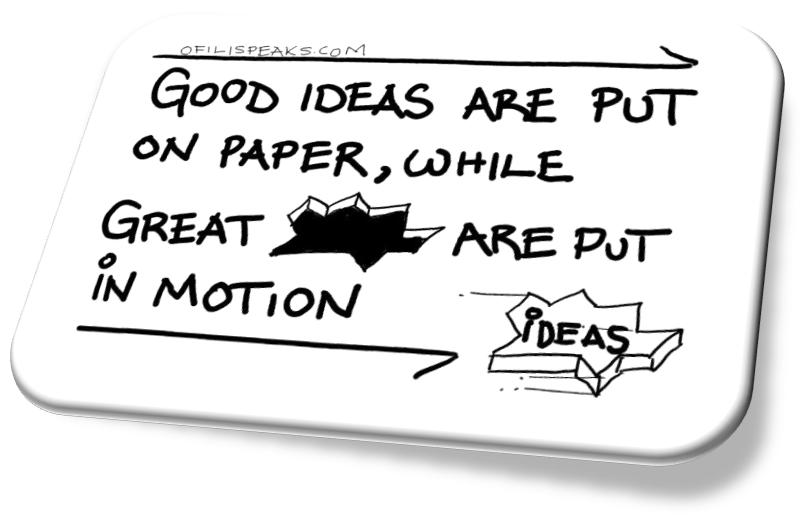 OFILISPEAKS.COM
GOOD IDEAS ARE PUT
ON PAPER, WHILE
GREAT ARE PUT
iN MOTION
iDEAS